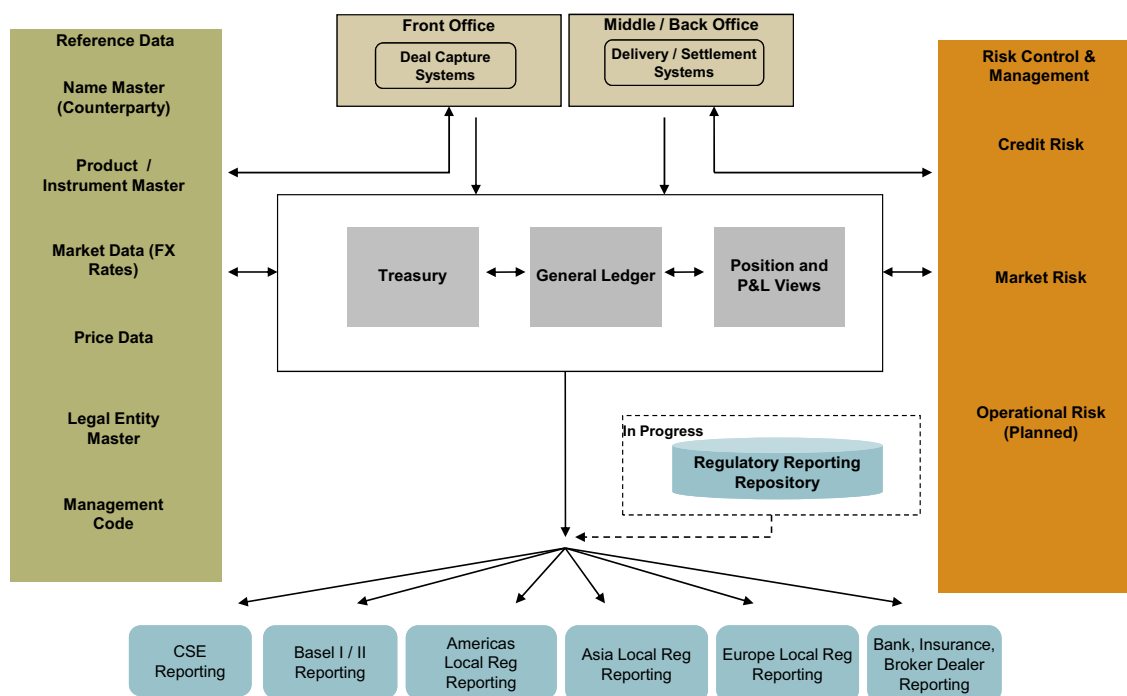 Front Office
Deal Capture
Systems
Middle / Back Office
Delivery / Settlement
Systems
Reference Data
Name Master
(Counterparty)
Product /
Instrument Master
Market Data (FX
Rates)
Price Data
Legal Entity
Master
Management
Code
Risk Control &
Management
Credit Risk
Market Risk
Operational Risk
(Planned)
Treasury
General Ledger
Position and
P&L Views
In Progress
Regulatory Reporting
Repository
CSE
Reporting
Basel I / II
Reporting
Americas
Local Reg
Reporting
Asia Local Reg
Reporting
Europe Local Reg
Reporting
Bank, Insurance,
Broker Dealer
Reporting